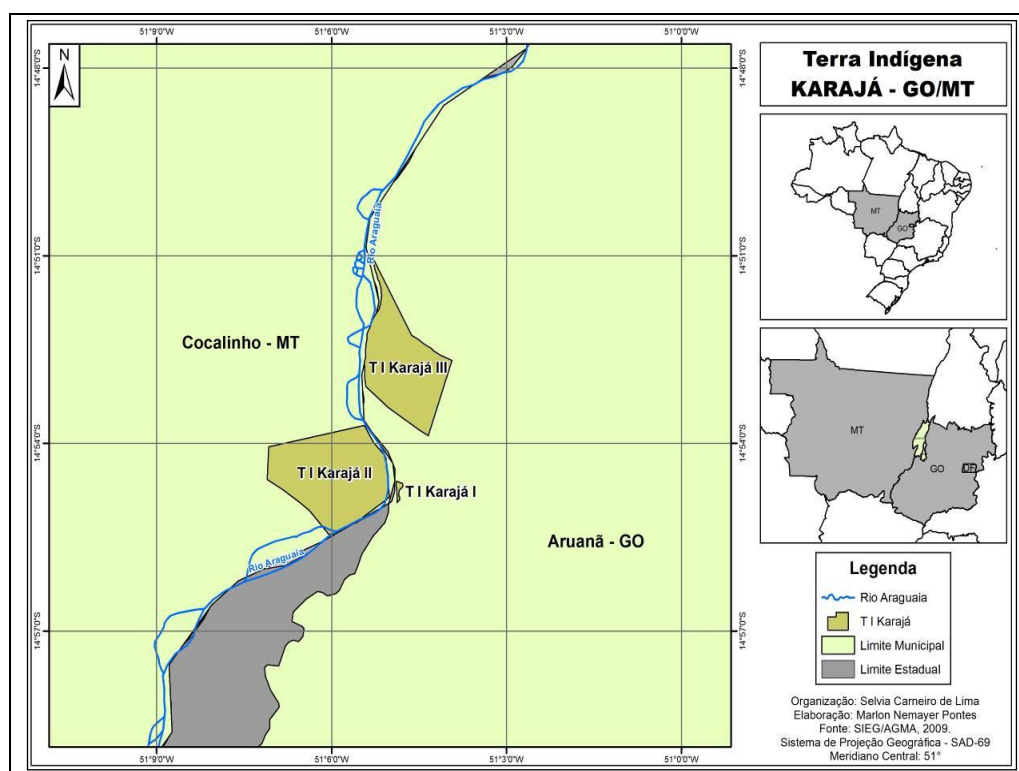 51°9'0"W 51°6'0"W 51°3'0"W 51°0'0"W
N
14°48'0"S 14°48'0"S
Rio Araguaia
14°51'0"S 14°51'0"S
Cocalinho - MT
T I Karajá III
14°54'0"S 14°54'0"S
T I Karajá II
T I Karajá I
Aruanã - GO
Rio Araguaia
14°57'0"S 14°57'0"S
51°9'0"W 51°6'0"W 51°3'0"W 51°0'0"W
Terra Indígena
KARAJÁ - GO/MT
MT
GO
MT
GO
DF
Legenda
Rio Araguaia
T I Karajá
Limite Municipal
Limite Estadual
Organização: Selvia Carneiro de Lima
Elaboração: Marlon Nemayer Pontes
Fonte: SIEG/AGMA, 2009.
Sistema de Projeção Geográfica - SAD-69
Meridiano Central: 51°